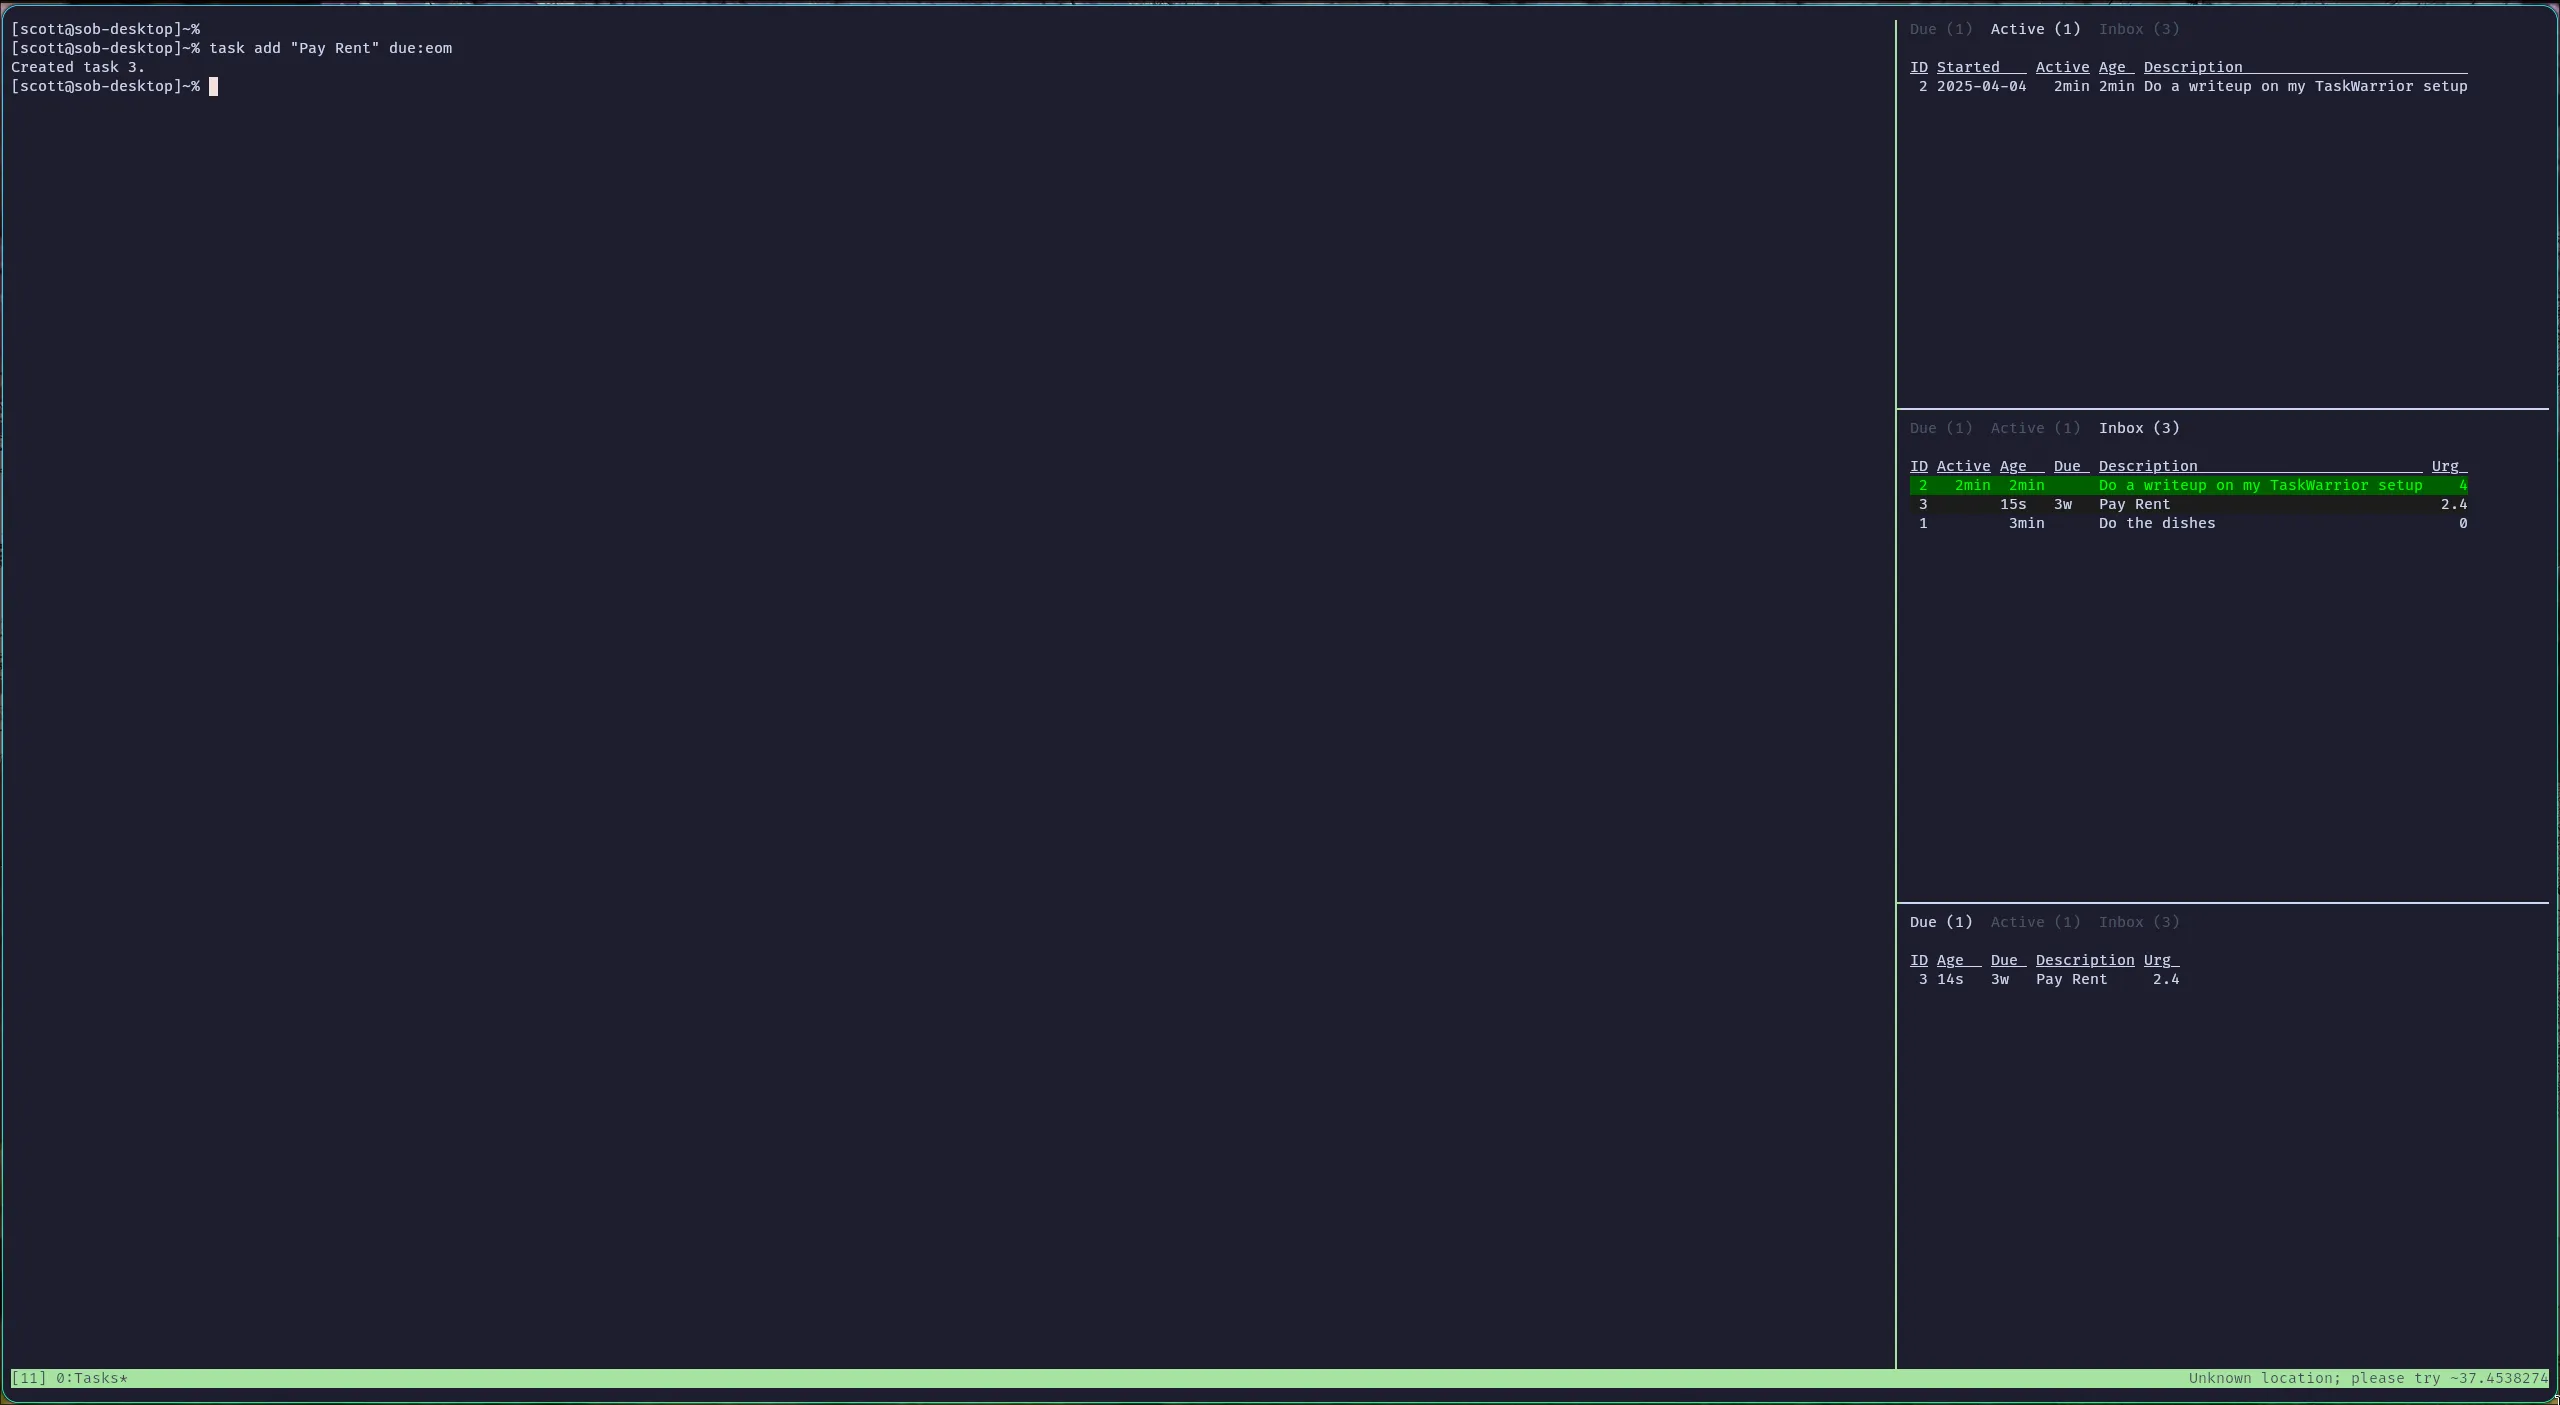 [scott@sob-desktop]~%
[scott@sob-desktop]~% task add "Pay Rent" due:eom
Created task 3.
[scott@sob-desktop]~%
Due (1)  Active (1)  Inbox (3)
ID Started    Active Age  Description
2 2025-04-04   2min 2min Do a writeup on my TaskWarrior setup
Due (1)  Active (1)  Inbox (3)
ID Active Age   Due  Description                          Urg
2   2min  2min      Do a writeup on my TaskWarrior setup    4
3        15s   3w   Pay Rent                              2.4
1         3min      Do the dishes                           0
Due (1)  Active (1)  Inbox (3)
ID Age   Due  Description Urg
3 14s   3w   Pay Rent     2.4
[11] 0:Tasks*
Unknown location; please try ~37.4538274